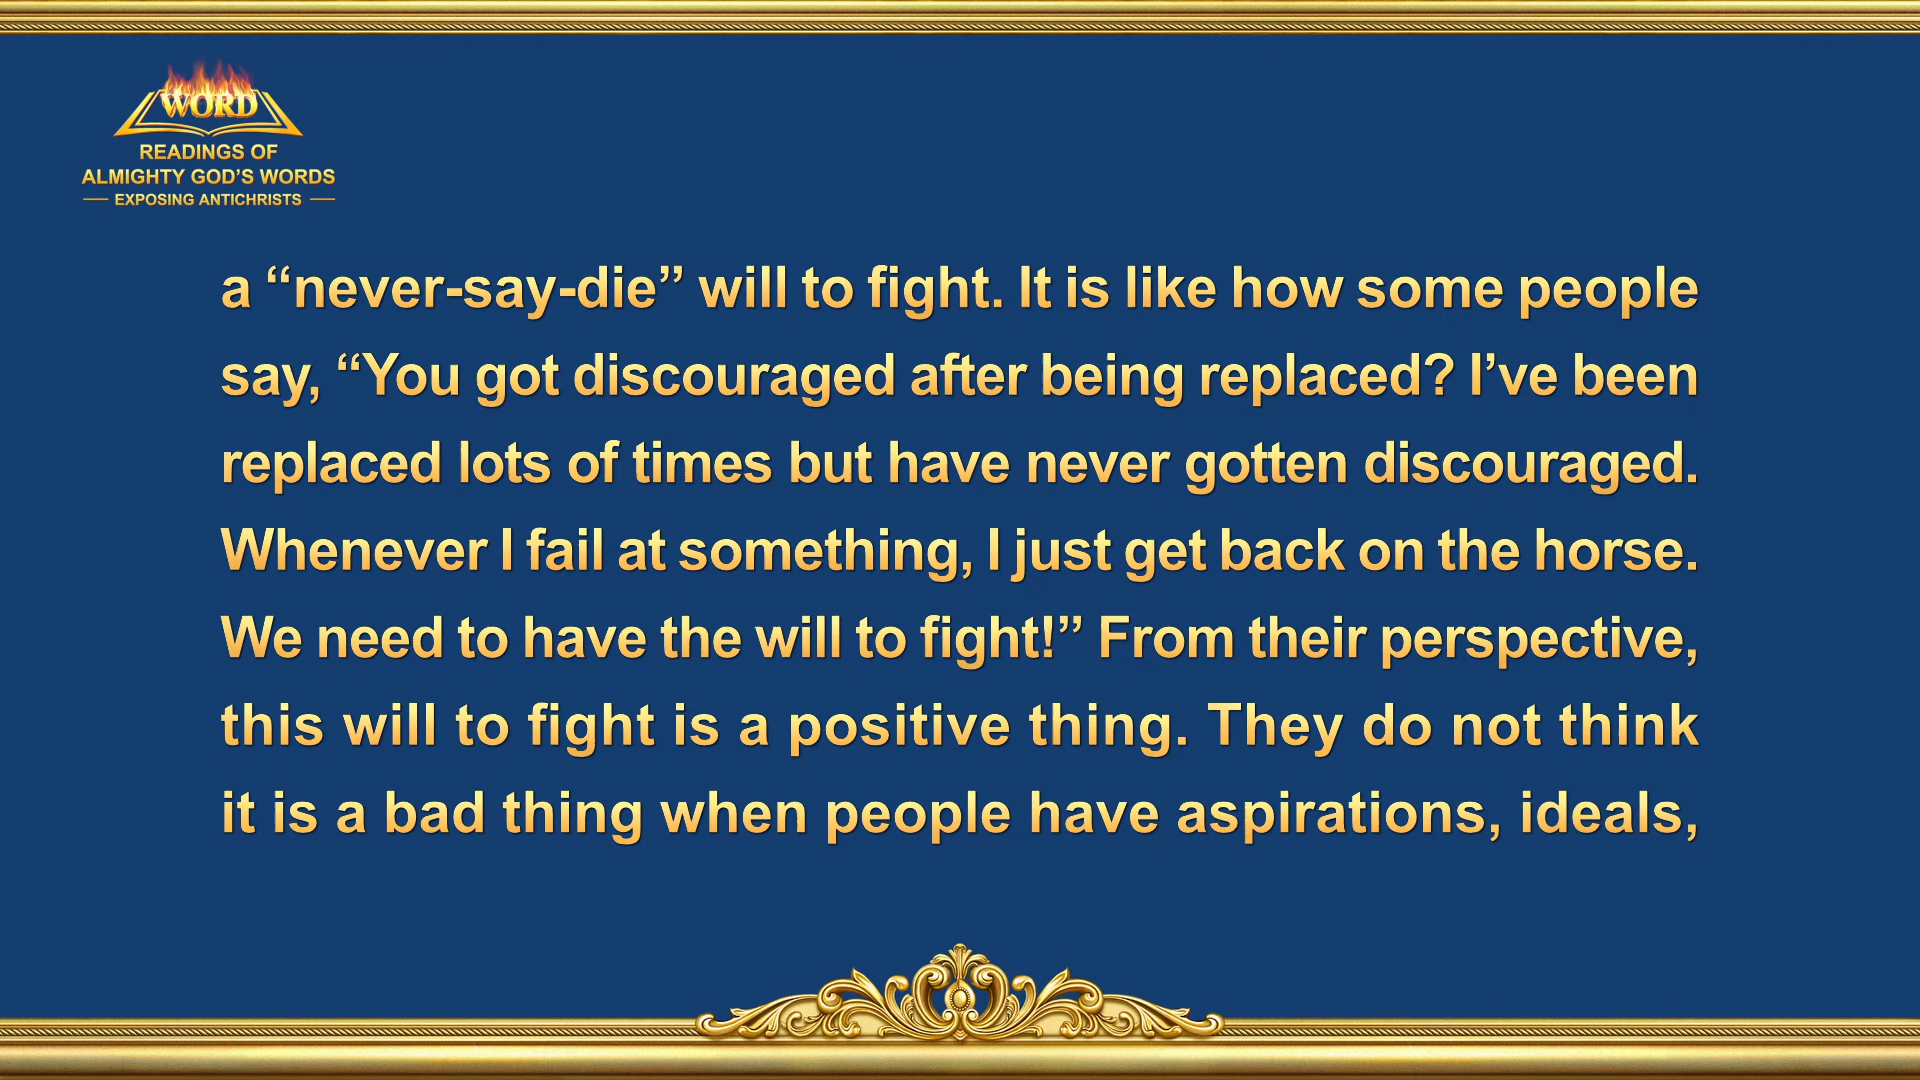 WORD
READINGS OF
ALMIGHTY GOD’S WORDS
EXPOSING ANTICHRISTS
a “never-say-die” will to fight. It is like how some people
say, “You got discouraged after being replaced? I’ve been
replaced lots of times but have never gotten discouraged.
Whenever I fail at something, I just get back on the horse.
We need to have the will to fight!” From their perspective,
this will to fight is a positive thing. They do not think
it is a bad thing when people have aspirations, ideals,